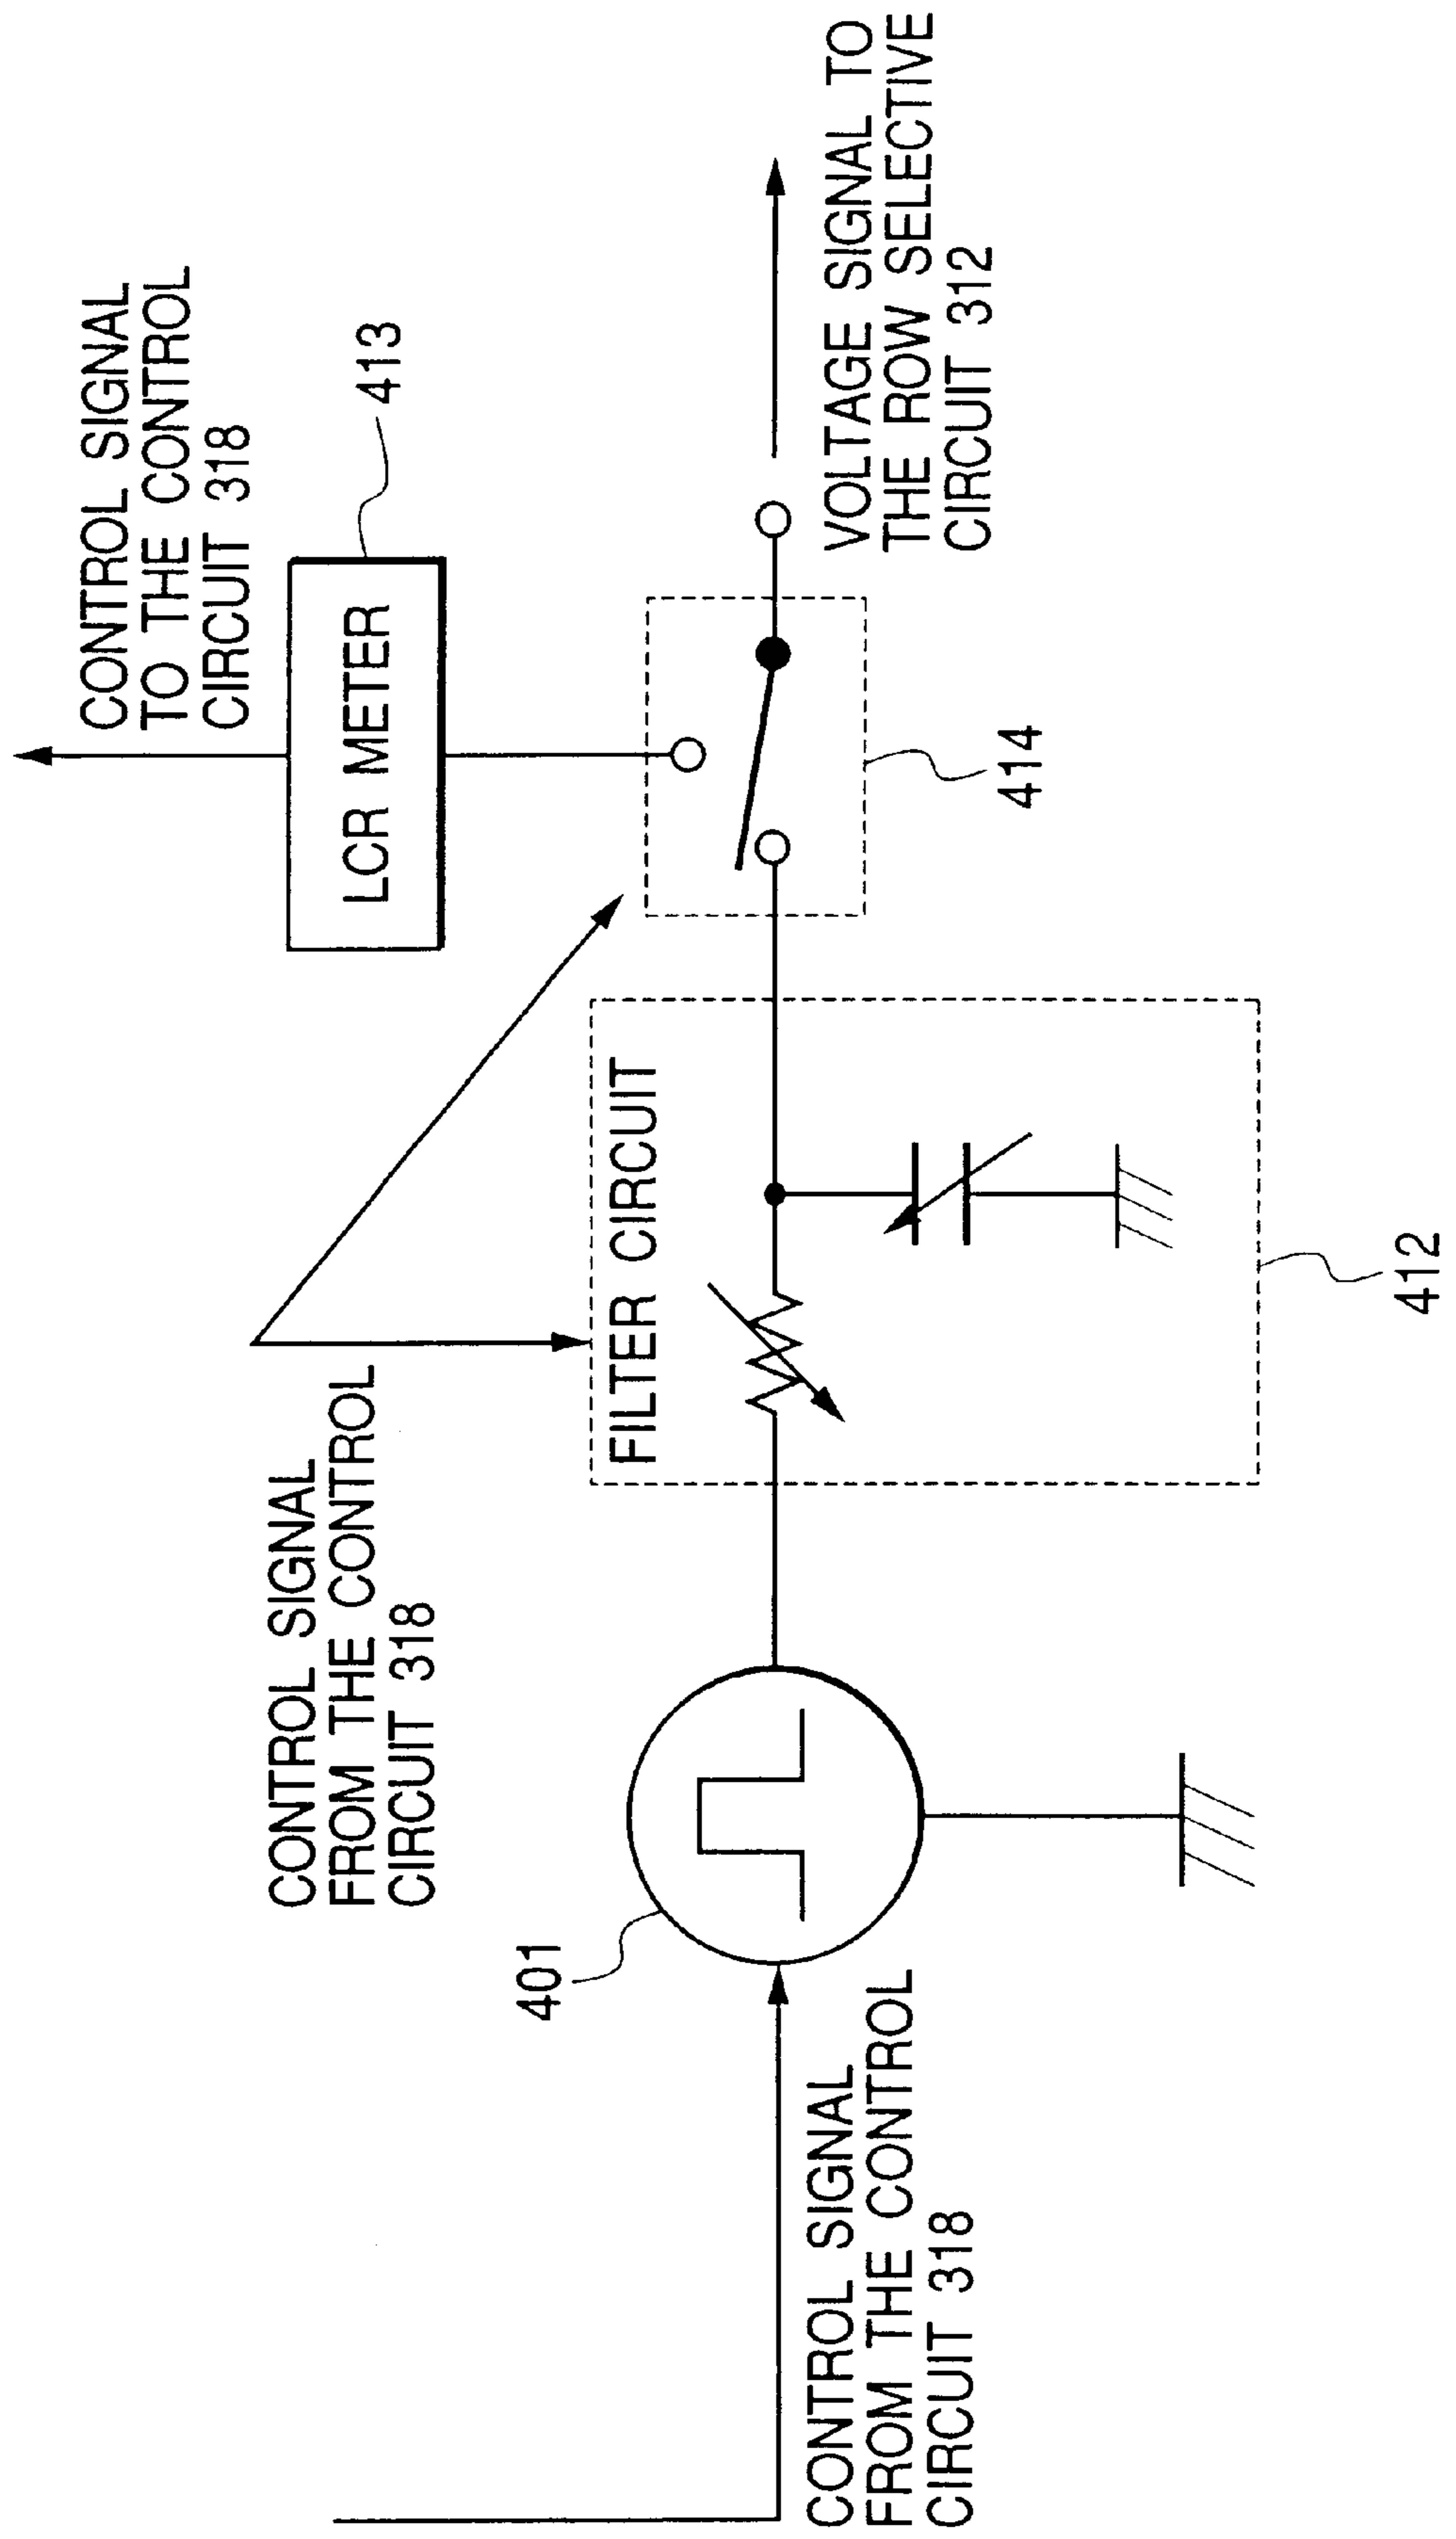 CONTROL SIGNAL
TO THE CONTROL
CIRCUIT 318
LCR METER
413
CONTROL SIGNAL
FROM THE CONTROL
CIRCUIT 318
401
FILTER CIRCUIT
414
VOLTAGE SIGNAL TO
THE ROW SELECTIVE
CIRCUIT 312
CONTROL SIGNAL
FROM THE CONTROL
CIRCUIT 318
412